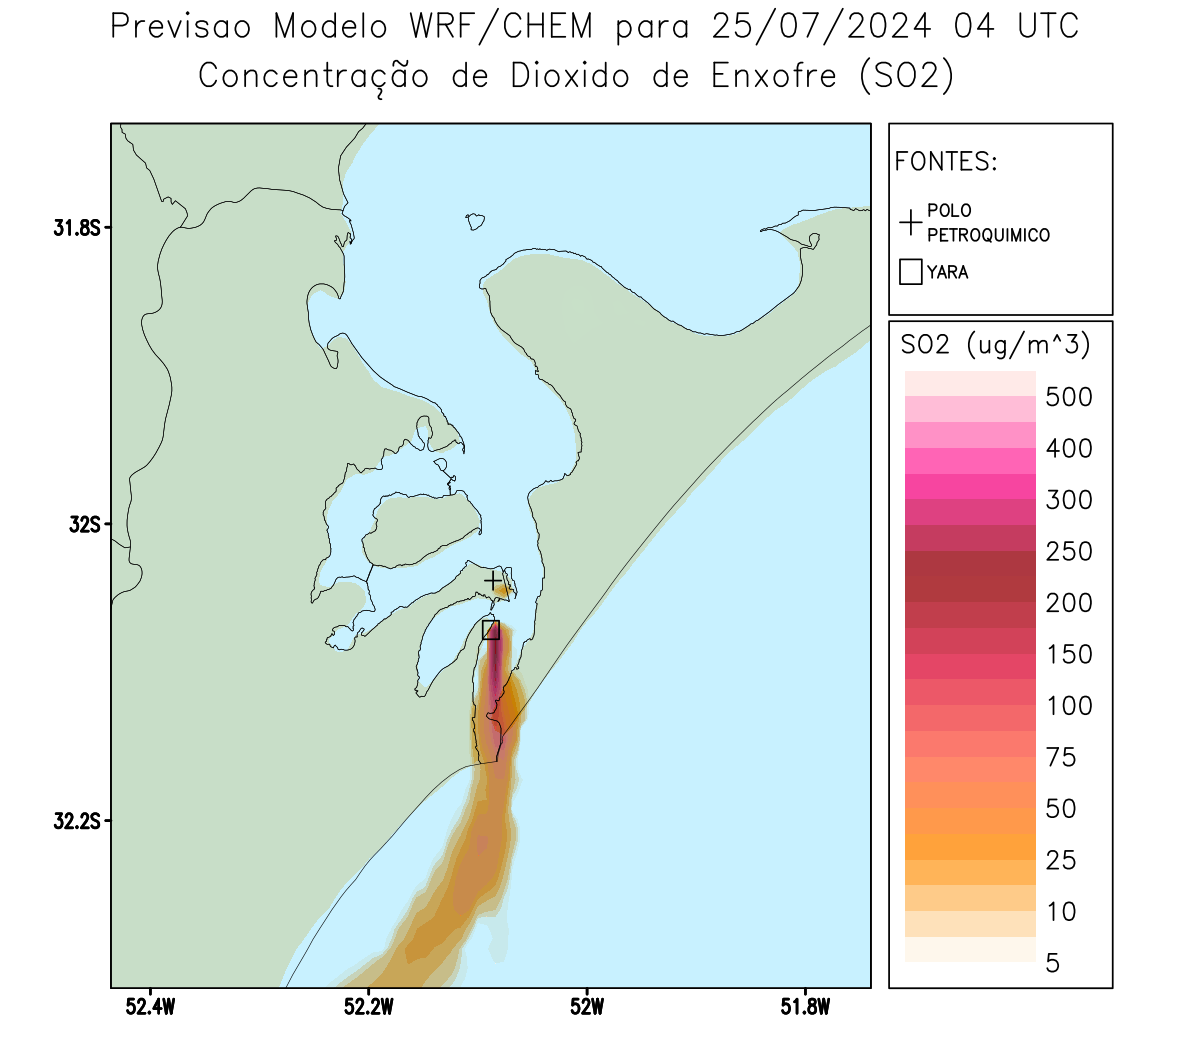 Previsao Modelo WRF/CHEM para 25/07/2024 04 UTC
Concentração de Dioxido de Enxofre (SO2)
FONTES:
POLO
PETROQUIMICO
YARA
SO2 (ug/m^3)
500
400
300
250
200
150
100
75
50
25
10
5
31.8S
32S
32.2S
52.4W
52.2W
52W
51.8W